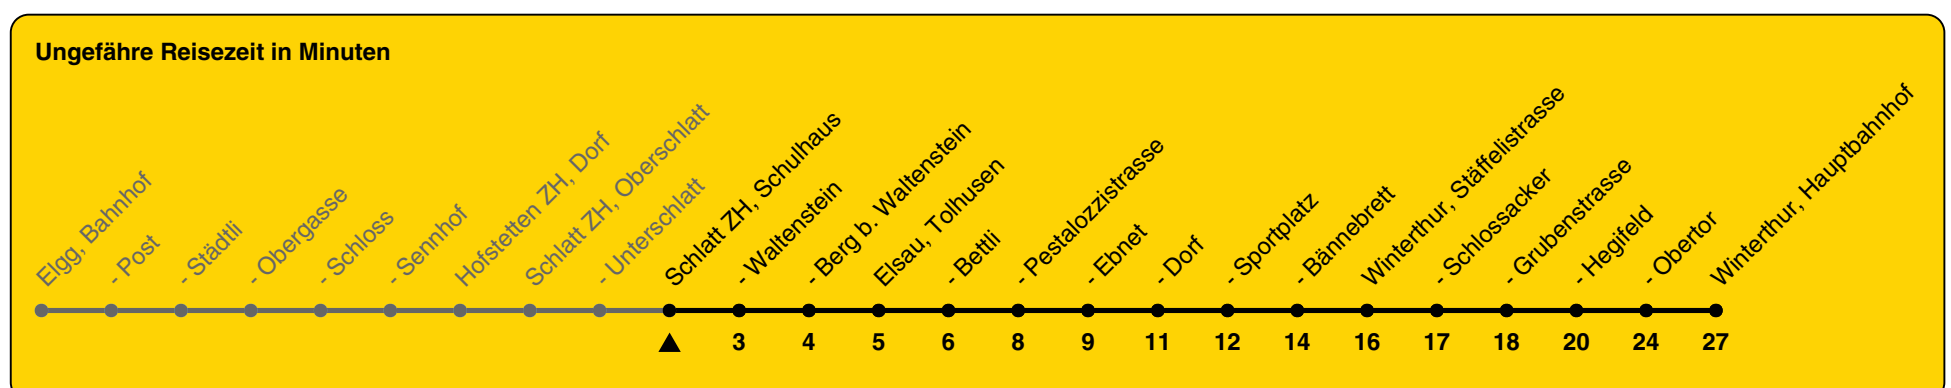 Ungefähre Reisezeit in Minuten
Elgg, Bahnhof
- Post
- Städtli
- Obergasse
- Schloss
- Sennhof
Hofstetten ZH, Dorf
Schlatt ZH, Oberschlatt
- Unterschlatt
Schlatt ZH, Schulhaus
- Waltenstein
- Berg b. Waltenstein
Elsau, Tolhusen
- Bettli
- Pestalozzistrasse
- Ebnet
- Dorf
- Sportplatz
- Bännebrett
Winterthur, Stäffelistrasse
- Schlossacker
- Grubenstrasse
- Hegifeld
- Obertor
Winterthur, Hauptbahnhof
3 4 5 6 8 9 11 12 14 16 17 18 20 24 27